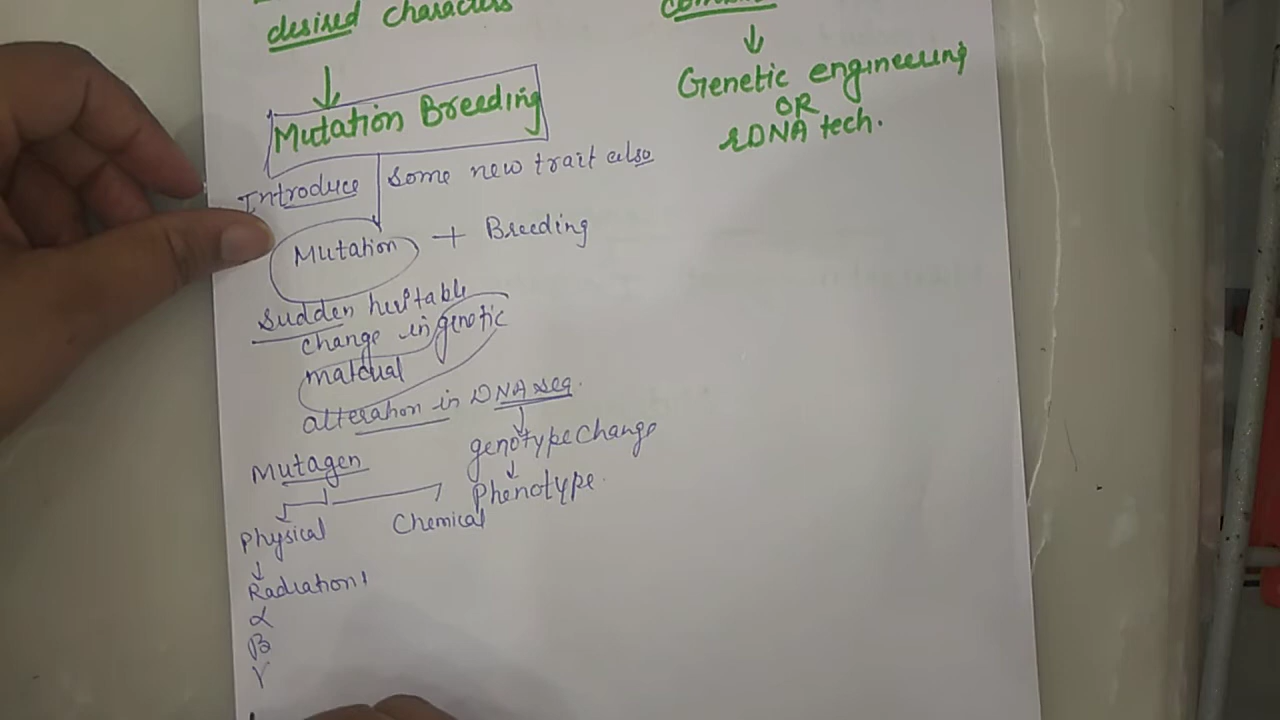 desired characters
↓
Mutation Breeding
Introduce some new trait also
Mutation + Breeding
sudden heritable
change in genetic
material
alteration in DNA seq.
↓
genotype change
↓
Phenotype.
Mutagen
Physical
Chemical
↓
Radiation!
α
β
γ
↓
Genetic engineering
OR
rDNA tech.